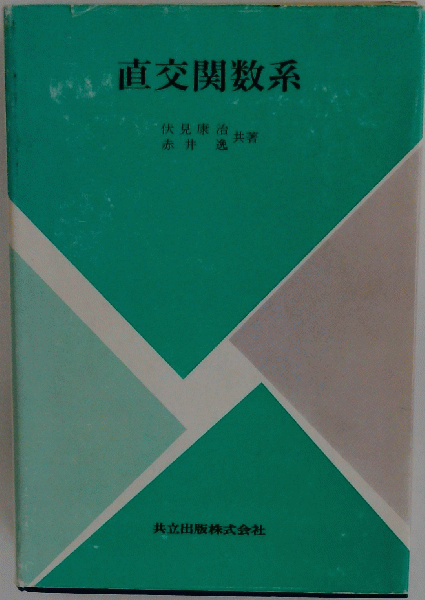 直交関数系
伏見康治
赤井逸
共著
共立出版株式会社